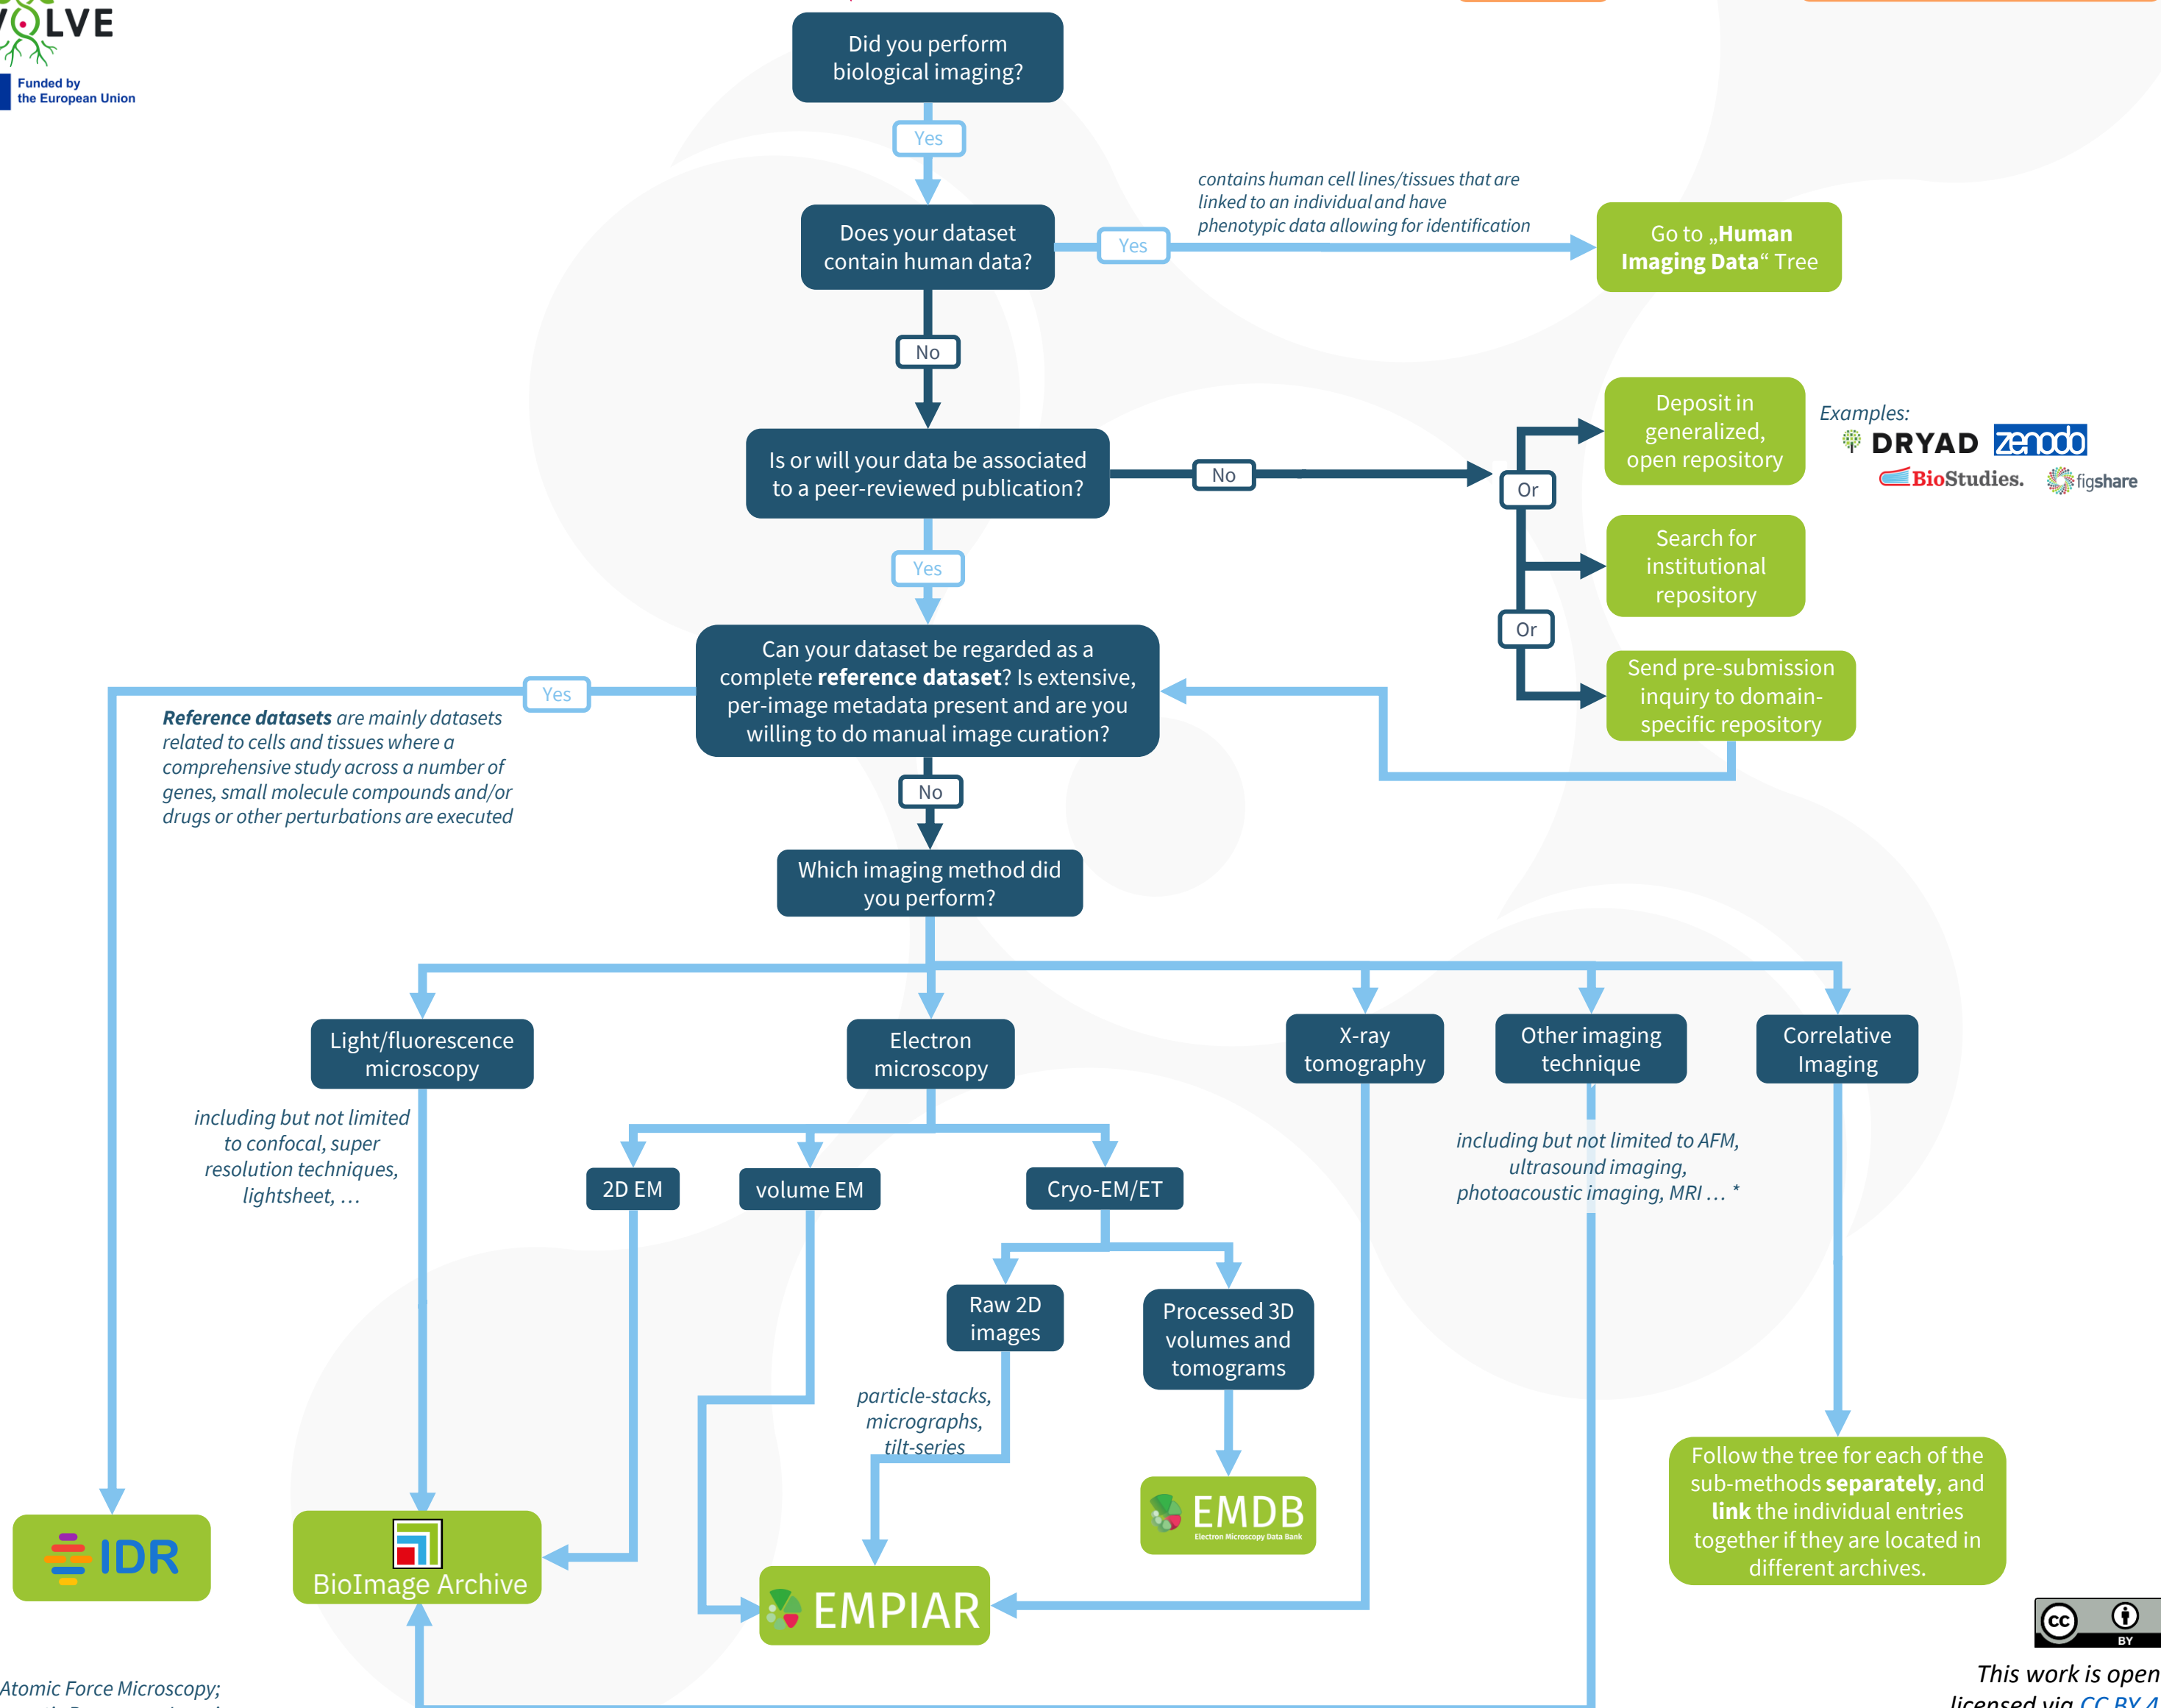 LVE
Funded by
the European Union
Did you perform
biological imaging?
Yes
contains human cell lines/tissues that are
linked to an individual and have
phenotypic data allowing for identification
Does your dataset
contain human data?
Yes
Go to „Human
Imaging Data“ Tree
No
Deposit in
generalized,
open repository
Examples:
DRYAD zenodo
BioStudies. figshare
Is or will your data be associated
to a peer-reviewed publication?
No
Or
Search for
institutional
repository
Yes
Or
Send pre-submission
inquiry to domain-
specific repository
Can your dataset be regarded as a
complete reference dataset? Is extensive,
per-image metadata present and are you
willing to do manual image curation?
Yes
Reference datasets are mainly datasets
related to cells and tissues where a
comprehensive study across a number of
genes, small molecule compounds and/or
drugs or other perturbations are executed
No
Which imaging method did
you perform?
Light/fluorescence
microscopy
Electron
microscopy
X-ray
tomography
Other imaging
technique
Correlative
Imaging
including but not limited
to confocal, super
resolution techniques,
lightsheet, …
including but not limited to AFM,
ultrasound imaging,
photoacoustic imaging, MRI … *
2D EM
volume EM
Cryo-EM/ET
Raw 2D
images
Processed 3D
volumes and
tomograms
particle-stacks,
micrographs,
tilt-series
EMDB
Electron Microscopy Data Bank
Follow the tree for each of the
sub-methods separately, and
link the individual entries
together if they are located in
different archives.
IDR
BioImage Archive
EMPIAR
cc
BY
Atomic Force Microscopy;
This work is open
licensed via CC BY 4